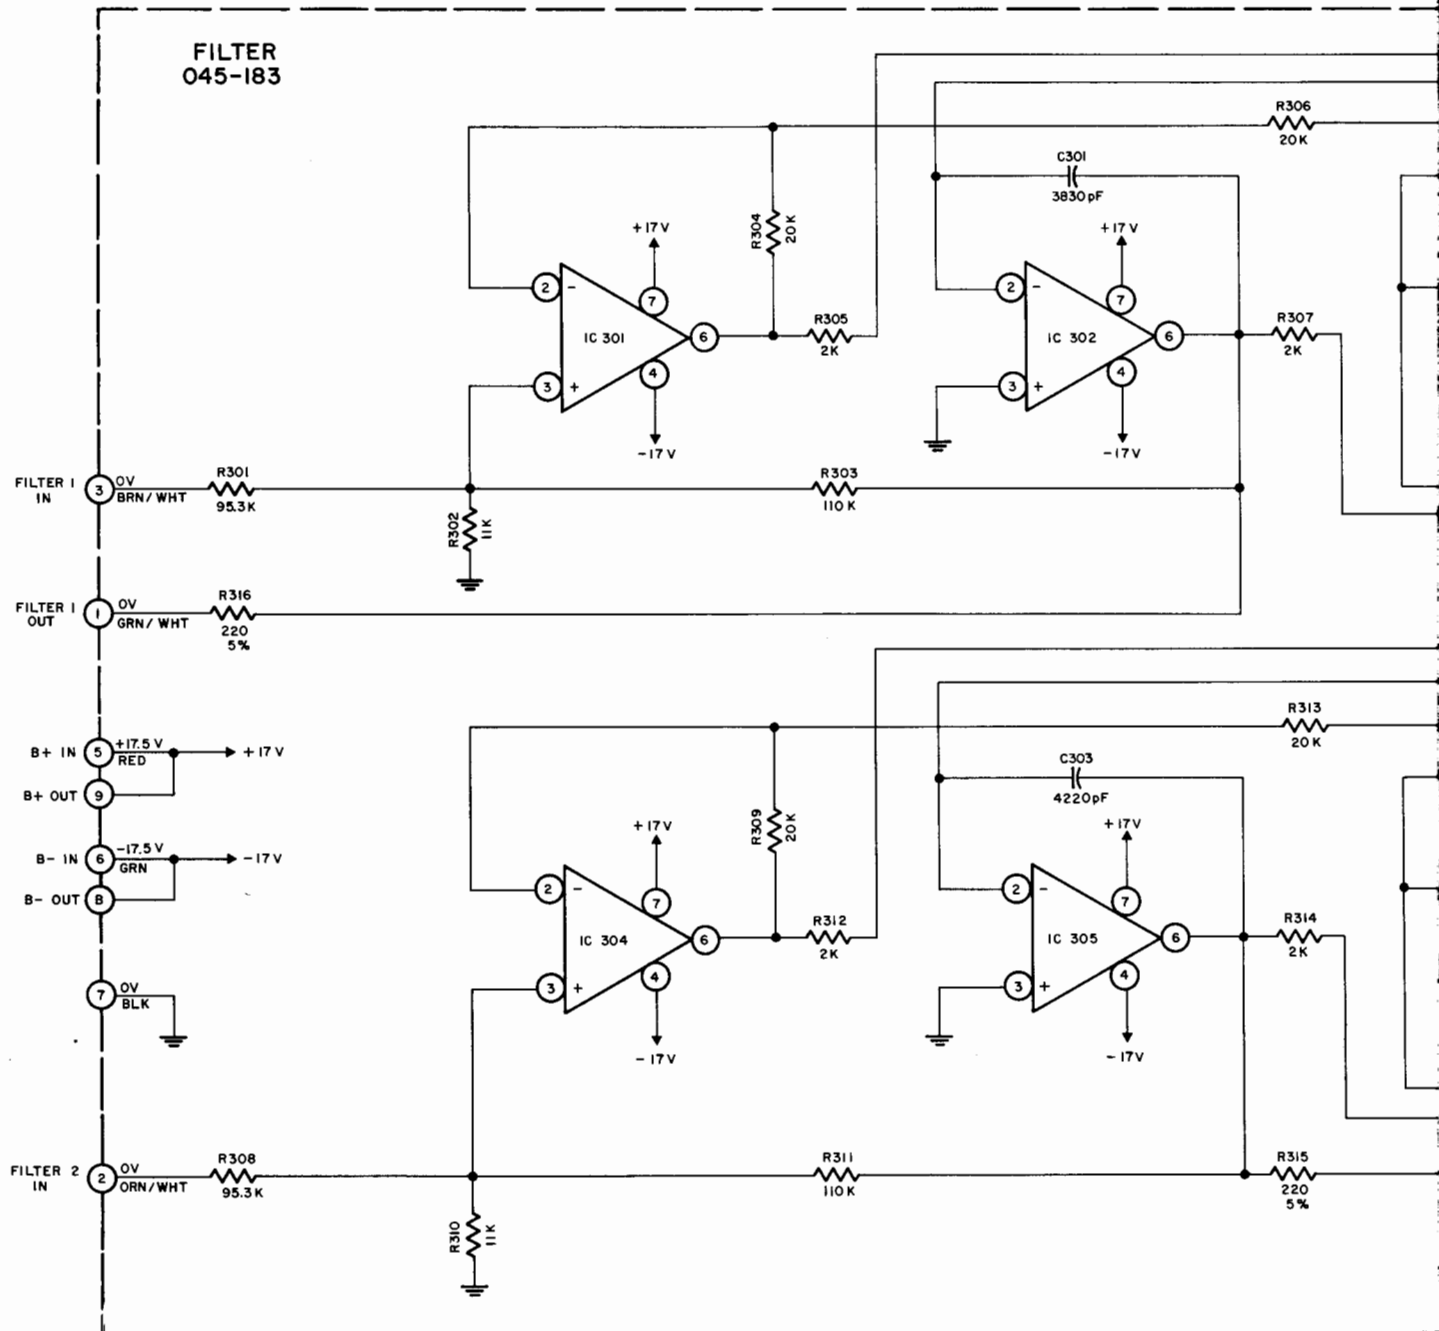 FILTER
045-183
R306
20K
C301
3830pF
R304
20K
+17V
+17V
2
-
7
IC 301
6
3
+
4
-17V
R305
2K
2
-
7
IC 302
6
3
+
4
-17V
R307
2K
FILTER 1
IN
3
0V
BRN/WHT
R301
95.3K
R303
110K
R302
11K
FILTER 1
OUT
1
0V
GRN/WHT
R316
220
5%
B+ IN
5
+17.5V
RED
+17V
B+ OUT
9
B- IN
6
-17.5V
GRN
-17V
B- OUT
8
7
0V
BLK
R313
20K
C303
4220pF
R309
20K
+17V
+17V
2
-
7
IC 304
6
3
+
4
-17V
R312
2K
2
-
7
IC 305
6
3
+
4
-17V
R314
2K
FILTER 2
IN
2
0V
ORN/WHT
R308
95.3K
R311
110K
R315
220
5%
R310
11K